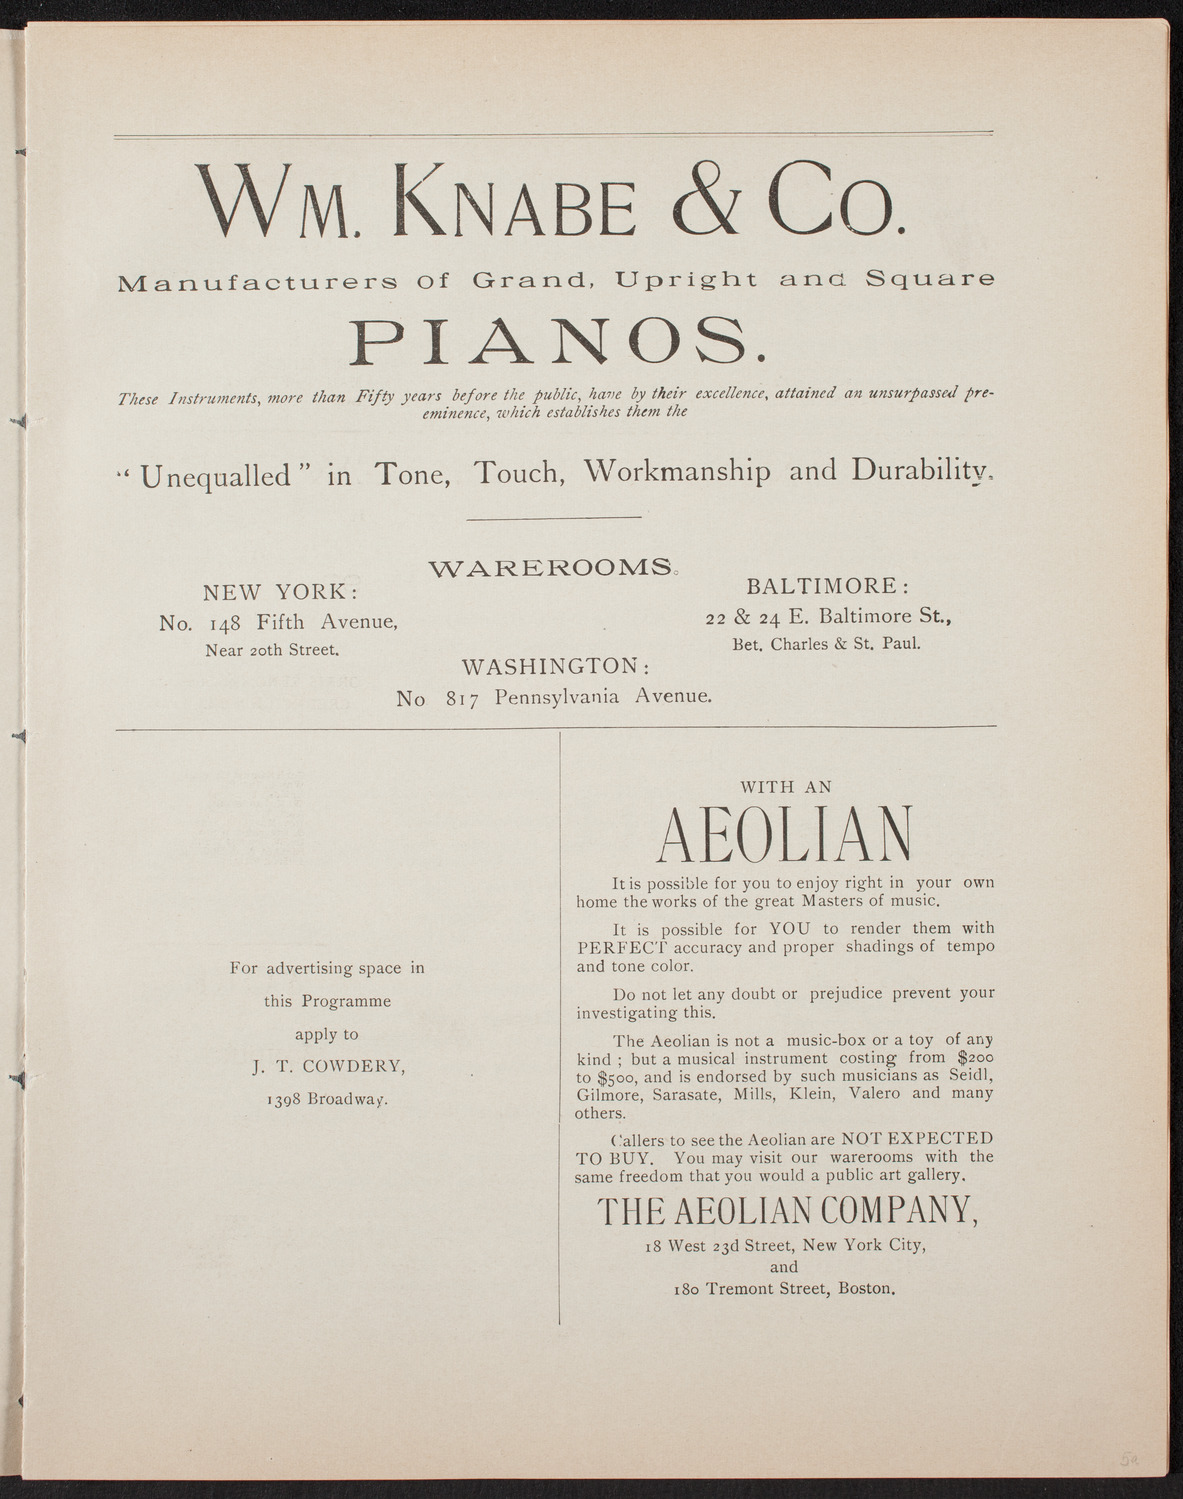 WM. KNABE & CO.
Manufacturers of Grand, Upright and Square
PIANOS.
These Instruments, more than Fifty years before the public, have by their excellence, attained an unsurpassed pre-
eminence, which establishes them the
"Unequalled" in Tone, Touch, Workmanship and Durability.
WAREROOMS.
NEW YORK:
No. 148 Fifth Avenue,
Near 20th Street.
BALTIMORE:
22 & 24 E. Baltimore St.,
Bet. Charles & St. Paul.
WASHINGTON:
No 817 Pennsylvania Avenue.
For advertising space in
this Programme
apply to
J. T. COWDERY,
1398 Broadway.
WITH AN
AEOLIAN
It is possible for you to enjoy right in your own
home the works of the great Masters of music.
It is possible for YOU to render them with
PERFECT accuracy and proper shadings of tempo
and tone color.
Do not let any doubt or prejudice prevent your
investigating this.
The Aeolian is not a music-box or a toy of any
kind; but a musical instrument costing from $200
to $500, and is endorsed by such musicians as Seidl,
Gilmore, Sarasate, Mills, Klein, Valero and many
others.
Callers to see the Aeolian are NOT EXPECTED
TO BUY. You may visit our warerooms with the
same freedom that you would a public art gallery.
THE AEOLIAN COMPANY,
18 West 23d Street, New York City,
and
180 Tremont Street, Boston.